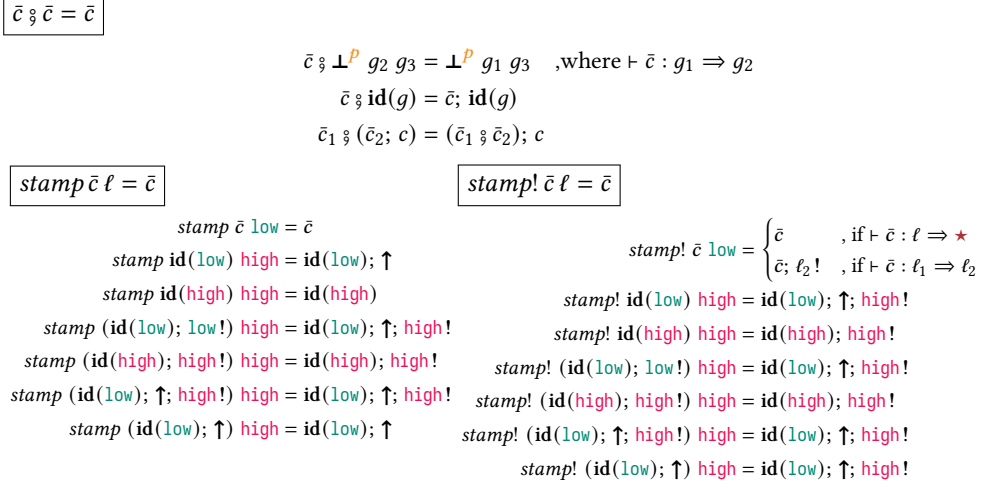 c̄ ⨟ c̄ = c̄
c̄ ⨟ ⊥ᵖ g₂ g₃ = ⊥ᵖ g₁ g₃ ,where ⊢ c̄ : g₁ ⇒ g₂
c̄ ⨟ id(g) = c̄; id(g)
c̄₁ ⨟ (c̄₂; c) = (c̄₁ ⨟ c̄₂); c
stamp c̄ ℓ = c̄
stamp c̄ low = c̄
stamp id(low) high = id(low); ↑
stamp id(high) high = id(high)
stamp (id(low); low!) high = id(low); ↑; high!
stamp (id(high); high!) high = id(high); high!
stamp (id(low); ↑; high!) high = id(low); ↑; high!
stamp (id(low); ↑) high = id(low); ↑
stamp! c̄ ℓ = c̄
stamp! c̄ low = { c̄ , if ⊢ c̄ : ℓ ⇒ ★
c̄; ℓ₂! , if ⊢ c̄ : ℓ₁ ⇒ ℓ₂
stamp! id(low) high = id(low); ↑; high!
stamp! id(high) high = id(high); high!
stamp! (id(low); low!) high = id(low); ↑; high!
stamp! (id(high); high!) high = id(high); high!
stamp! (id(low); ↑; high!) high = id(low); ↑; high!
stamp! (id(low); ↑) high = id(low); ↑; high!